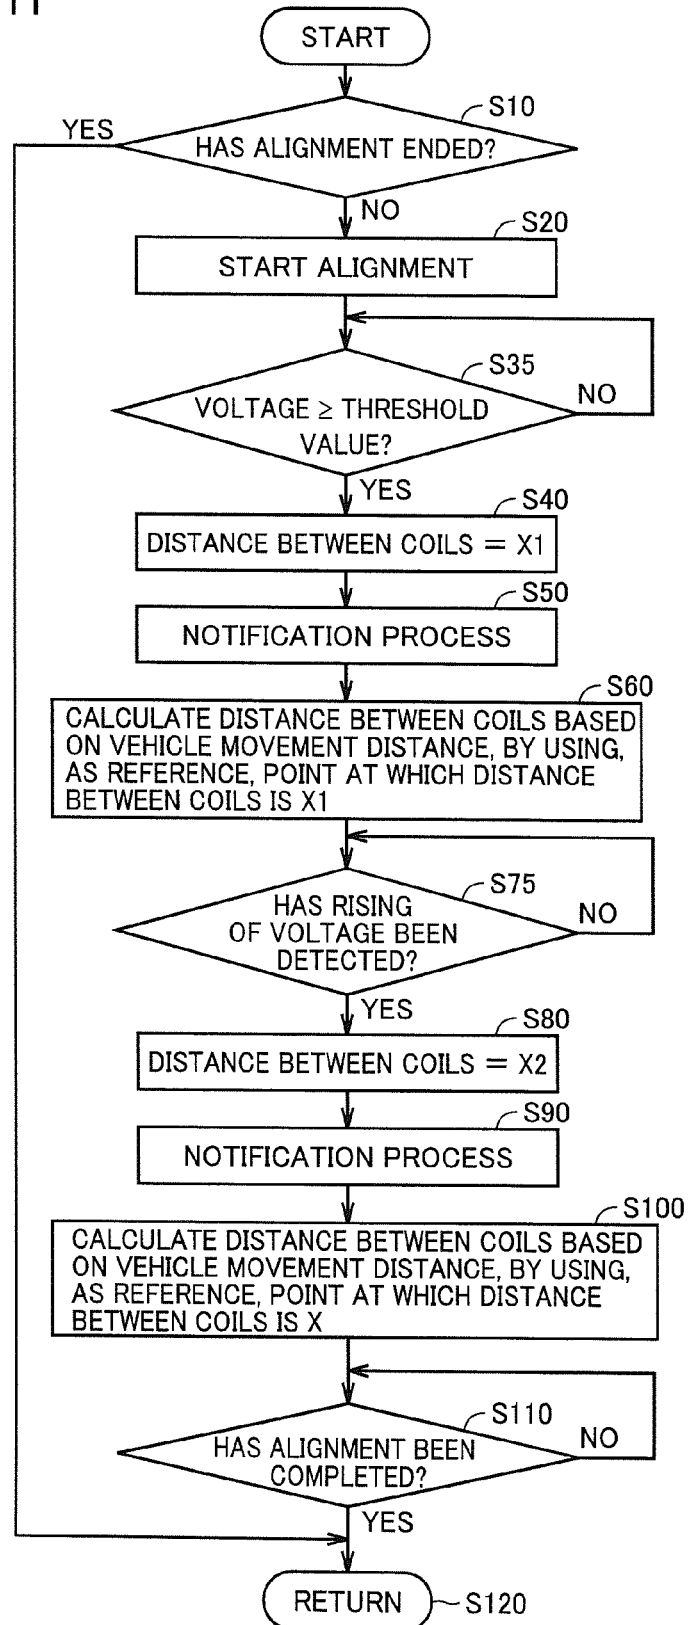 START
S10
YES
HAS ALIGNMENT ENDED?
NO
S20
START ALIGNMENT
S35
NO
VOLTAGE ≥ THRESHOLD
VALUE?
YES
S40
DISTANCE BETWEEN COILS = X1
S50
NOTIFICATION PROCESS
S60
CALCULATE DISTANCE BETWEEN COILS BASED
ON VEHICLE MOVEMENT DISTANCE, BY USING,
AS REFERENCE, POINT AT WHICH DISTANCE
BETWEEN COILS IS X1
S75
HAS RISING
NO
OF VOLTAGE BEEN
DETECTED?
YES
S80
DISTANCE BETWEEN COILS = X2
S90
NOTIFICATION PROCESS
S100
CALCULATE DISTANCE BETWEEN COILS BASED
ON VEHICLE MOVEMENT DISTANCE, BY USING,
AS REFERENCE, POINT AT WHICH DISTANCE
BETWEEN COILS IS X
S110
NO
HAS ALIGNMENT BEEN
COMPLETED?
YES
RETURN
S120